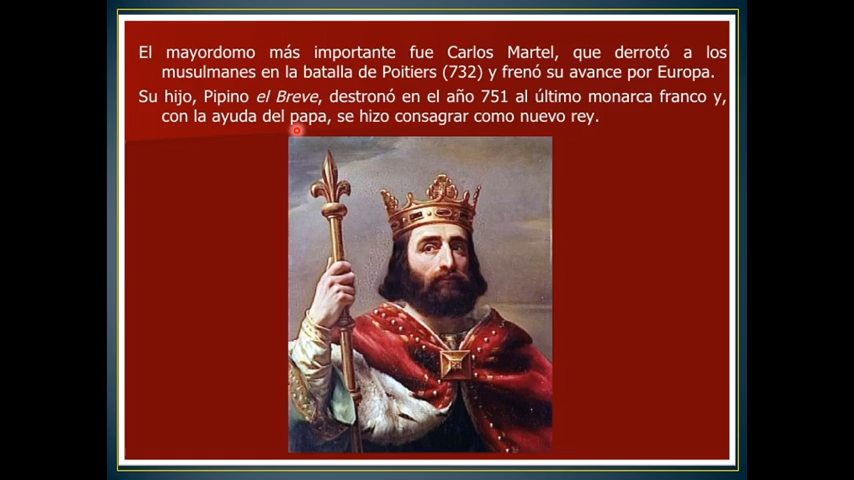 El mayordomo más importante fue Carlos Martel, que derrotó a los
musulmanes en la batalla de Poitiers (732) y frenó su avance por Europa.
Su hijo, Pipino el Breve, destronó en el año 751 al último monarca franco y,
con la ayuda del papa, se hizo consagrar como nuevo rey.